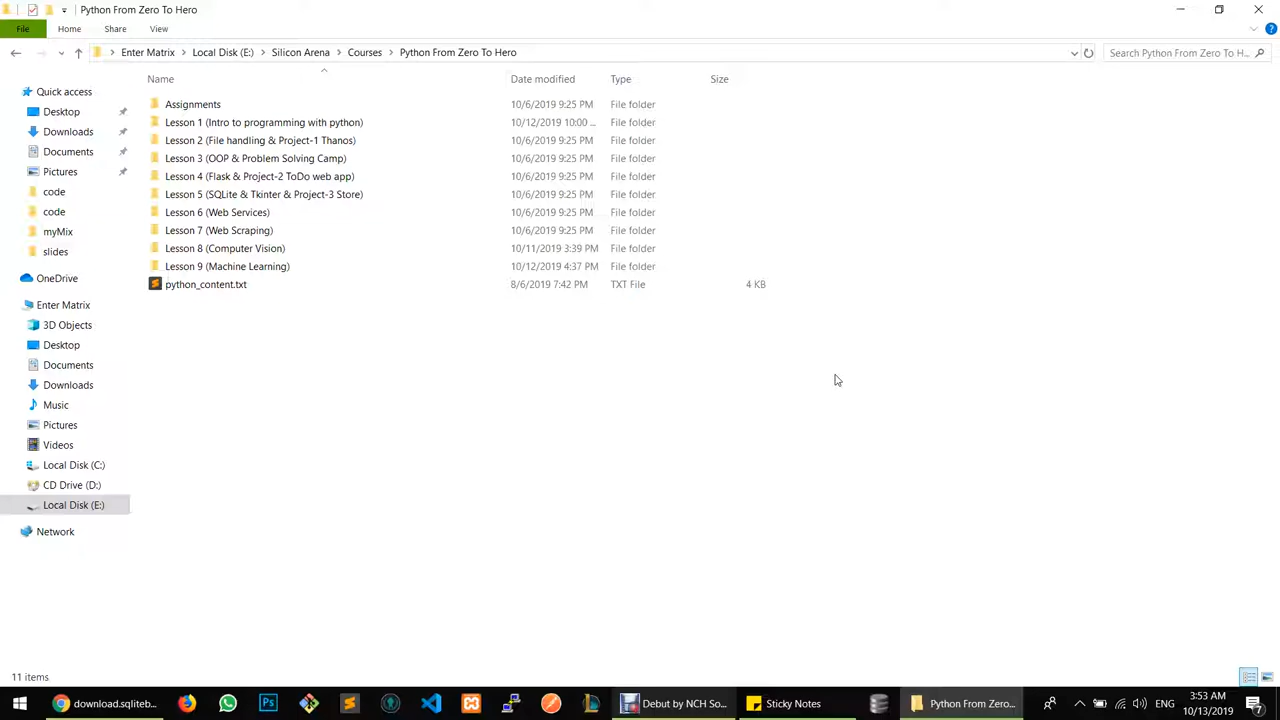 Python From Zero To Hero
File Home Share View
Enter Matrix Local Disk (E:) Silicon Arena Courses Python From Zero To Hero Search Python From Zero To H...
Name Date modified Type Size
Quick access
Desktop
Downloads
Documents
Pictures
code
code
myMix
slides
OneDrive
Enter Matrix
3D Objects
Desktop
Documents
Downloads
Music
Pictures
Videos
Local Disk (C:)
CD Drive (D:)
Local Disk (E:)
Network
Assignments 10/6/2019 9:25 PM File folder
Lesson 1 (Intro to programming with python) 10/12/2019 10:00 ... File folder
Lesson 2 (File handling & Project-1 Thanos) 10/6/2019 9:25 PM File folder
Lesson 3 (OOP & Problem Solving Camp) 10/6/2019 9:25 PM File folder
Lesson 4 (Flask & Project-2 ToDo web app) 10/6/2019 9:25 PM File folder
Lesson 5 (SQLite & Tkinter & Project-3 Store) 10/6/2019 9:25 PM File folder
Lesson 6 (Web Services) 10/6/2019 9:25 PM File folder
Lesson 7 (Web Scraping) 10/6/2019 9:25 PM File folder
Lesson 8 (Computer Vision) 10/11/2019 3:39 PM File folder
Lesson 9 (Machine Learning) 10/12/2019 4:37 PM File folder
python_content.txt 8/6/2019 7:42 PM TXT File 4 KB
11 items
download.sqliteb... Ps Debut by NCH So... Sticky Notes Python From Zero... ENG 3:53 AM
10/13/2019 7